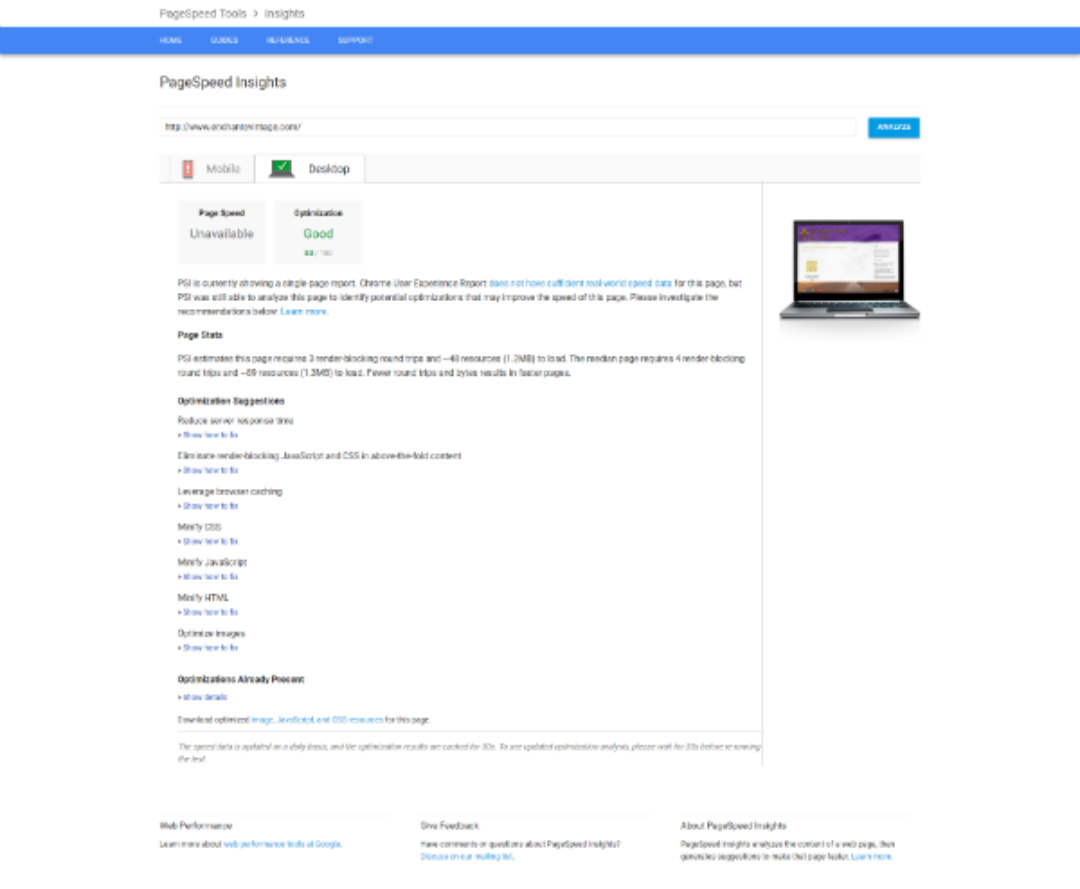 PageSpeed Tools > Insights
HOME GUIDES REFERENCE SUPPORT
PageSpeed Insights
ANALYZE
Mobile Desktop
Page Speed Optimization
Unavailable Good
/ 100
PSI is currently showing a single page report. Chrome User Experience Report does not have sufficient real-world speed data for this page, but
PSI was still able to analyze this page to identify potential optimizations that may improve the speed of this page. Please investigate the
recommendations below. Learn more.
Page Stats
PSI estimates this page requires 3 render-blocking round trips and resources (1.2MB) to load. The median page requires 4 render-blocking
round trips and resources (1.3MB) to load. Fewer round trips and bytes results in faster pages.
Optimization Suggestions
Reduce server response time
Show how to fix
Eliminate render-blocking JavaScript and CSS in above-the-fold content
Show how to fix
Leverage browser caching
Show how to fix
Minify CSS
Show how to fix
Minify JavaScript
Show how to fix
Minify HTML
Show how to fix
Optimize images
Show how to fix
Optimizations Already Present
Show details
Download optimized image, JavaScript, and CSS resources for this page.
The speed data is updated on a daily basis, and the optimization results are cached for 30s. To see updated optimization analysis, please wait for 30s before re-running
the test.
Web Performance Give Feedback About PageSpeed Insights
Learn more about web performance tools at Google. Have comments or questions about PageSpeed Insights? PageSpeed Insights analyzes the content of a web page, then
Discuss on our mailing list. generates suggestions to make that page faster. Learn more.